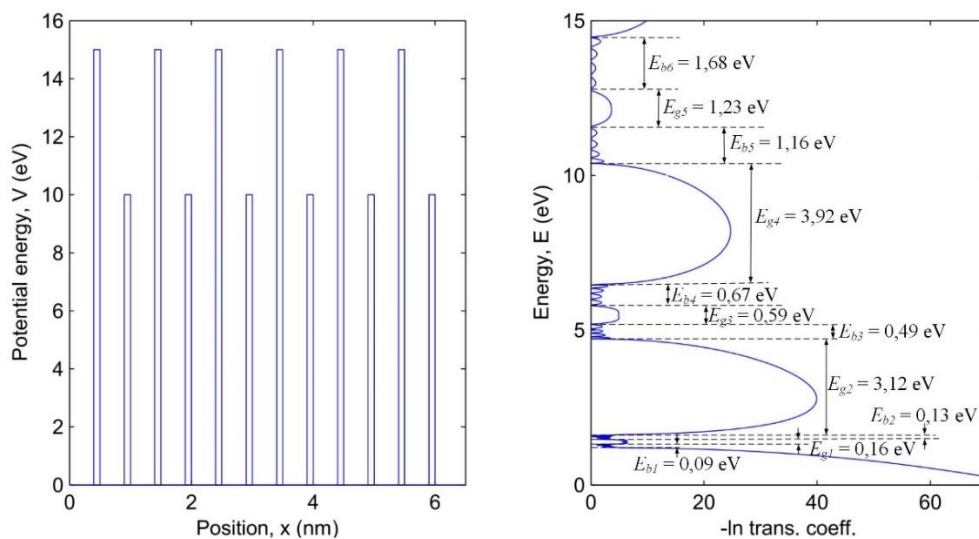 16
14
12
10
8
6
4
2
0
0
2
4
6
Potential energy, V (eV)
Position, x (nm)
15
10
5
0
0
20
40
60
Energy, E (eV)
-ln trans. coeff.
E_b6 = 1,68 eV
E_g5 = 1,23 eV
E_b5 = 1,16 eV
E_g4 = 3,92 eV
E_b4 = 0,67 eV
E_g3 = 0,59 eV
E_b3 = 0,49 eV
E_g2 = 3,12 eV
E_b2 = 0,13 eV
E_g1 = 0,16 eV
E_b1 = 0,09 eV